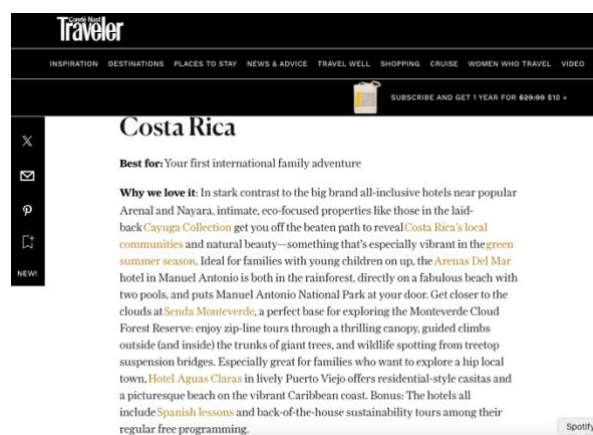 Condé Nast
Traveler
INSPIRATION DESTINATIONS PLACES TO STAY NEWS & ADVICE TRAVEL WELL SHOPPING CRUISE WOMEN WHO TRAVEL VIDEO
SUBSCRIBE AND GET 1 YEAR FOR $29.99 $10 »
NEW!
Costa Rica
Best for: Your first international family adventure
Why we love it: In stark contrast to the big brand all-inclusive hotels near popular
Arenal and Nayara, intimate, eco-focused properties like those in the laid-
back Cayuga Collection get you off the beaten path to reveal Costa Rica's local
communities and natural beauty—something that's especially vibrant in the green
summer season. Ideal for families with young children on up, the Arenas Del Mar
hotel in Manuel Antonio is both in the rainforest, directly on a fabulous beach with
two pools, and puts Manuel Antonio National Park at your door. Get closer to the
clouds at Senda Monteverde, a perfect base for exploring the Monteverde Cloud
Forest Reserve: enjoy zip-line tours through a thrilling canopy, guided climbs
outside (and inside) the trunks of giant trees, and wildlife spotting from treetop
suspension bridges. Especially great for families who want to explore a hip local
town, Hotel Aguas Claras in lively Puerto Viejo offers residential-style casitas and
a picturesque beach on the vibrant Caribbean coast. Bonus: The hotels all
include Spanish lessons and back-of-the-house sustainability tours among their
regular free programming.
Spotify